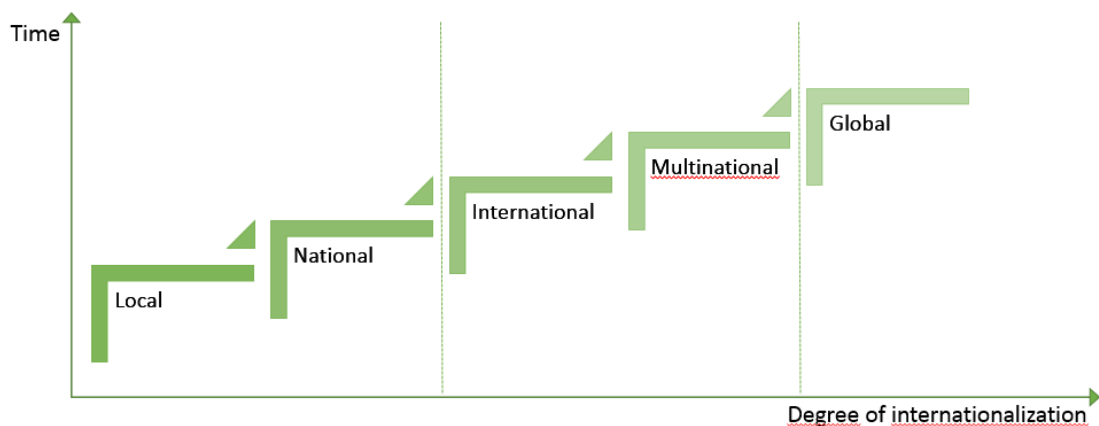 Time
Global
Multinational
International
National
Local
Degree of internationalization